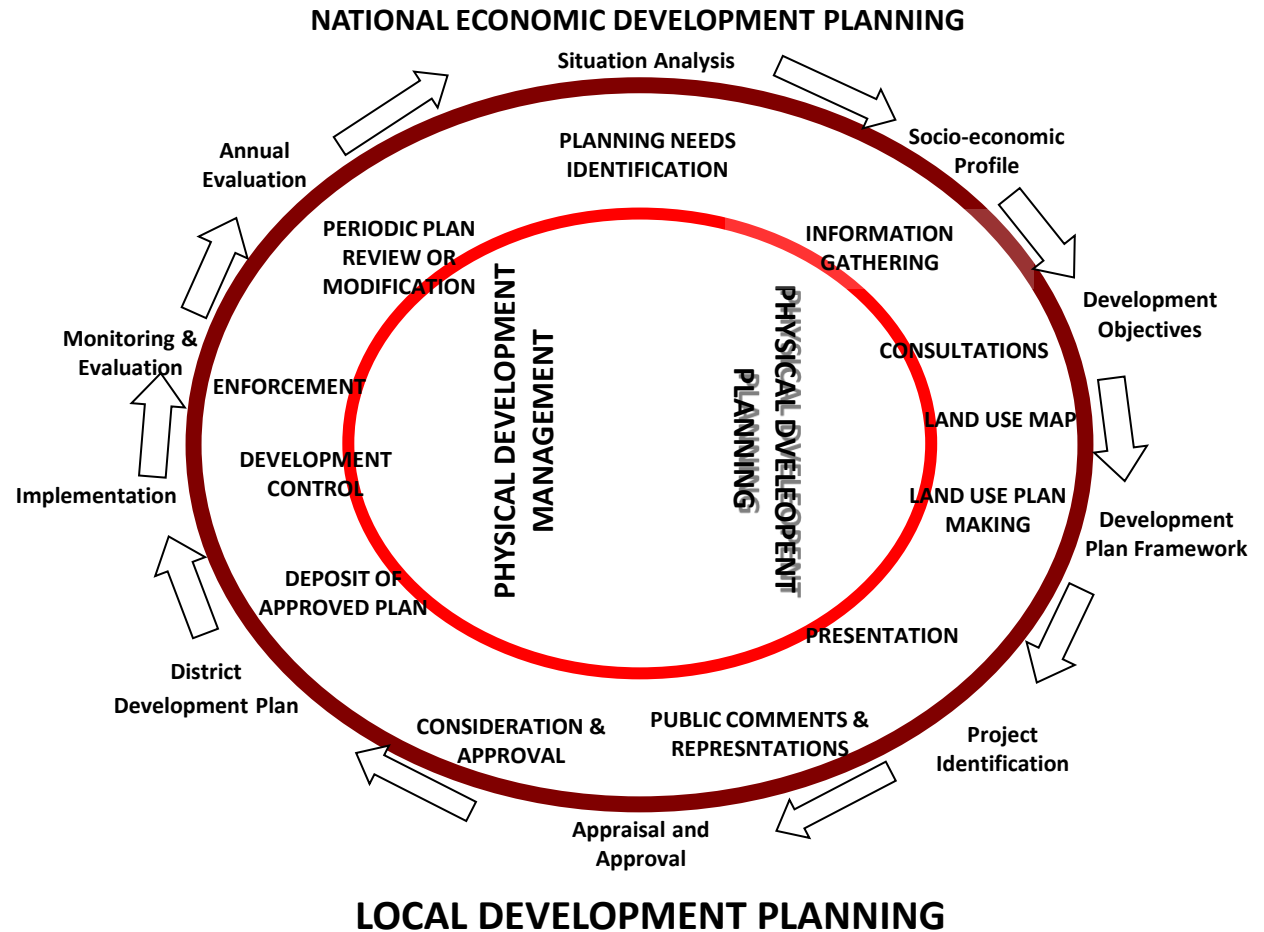 NATIONAL ECONOMIC DEVELOPMENT PLANNING
Situation Analysis
Socio-economic
Profile
Development
Objectives
Development
Plan Framework
Project
Identification
Appraisal and
Approval
District
Development Plan
Implementation
Monitoring &
Evaluation
Annual
Evaluation
PLANNING NEEDS
IDENTIFICATION
INFORMATION
GATHERING
CONSULTATIONS
LAND USE MAP
LAND USE PLAN
MAKING
PRESENTATION
PUBLIC COMMENTS &
REPRESNTATIONS
CONSIDERATION &
APPROVAL
DEPOSIT OF
APPROVED PLAN
DEVELOPMENT
CONTROL
ENFORCEMENT
PERIODIC PLAN
REVIEW OR
MODIFICATION
PHYSICAL DEVELOPMENT
MANAGEMENT
PHYSICAL DVELEOPENT
PLANNING
LOCAL DEVELOPMENT PLANNING